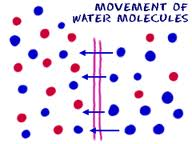 MOVEMENT OF
WATER MOLECULES